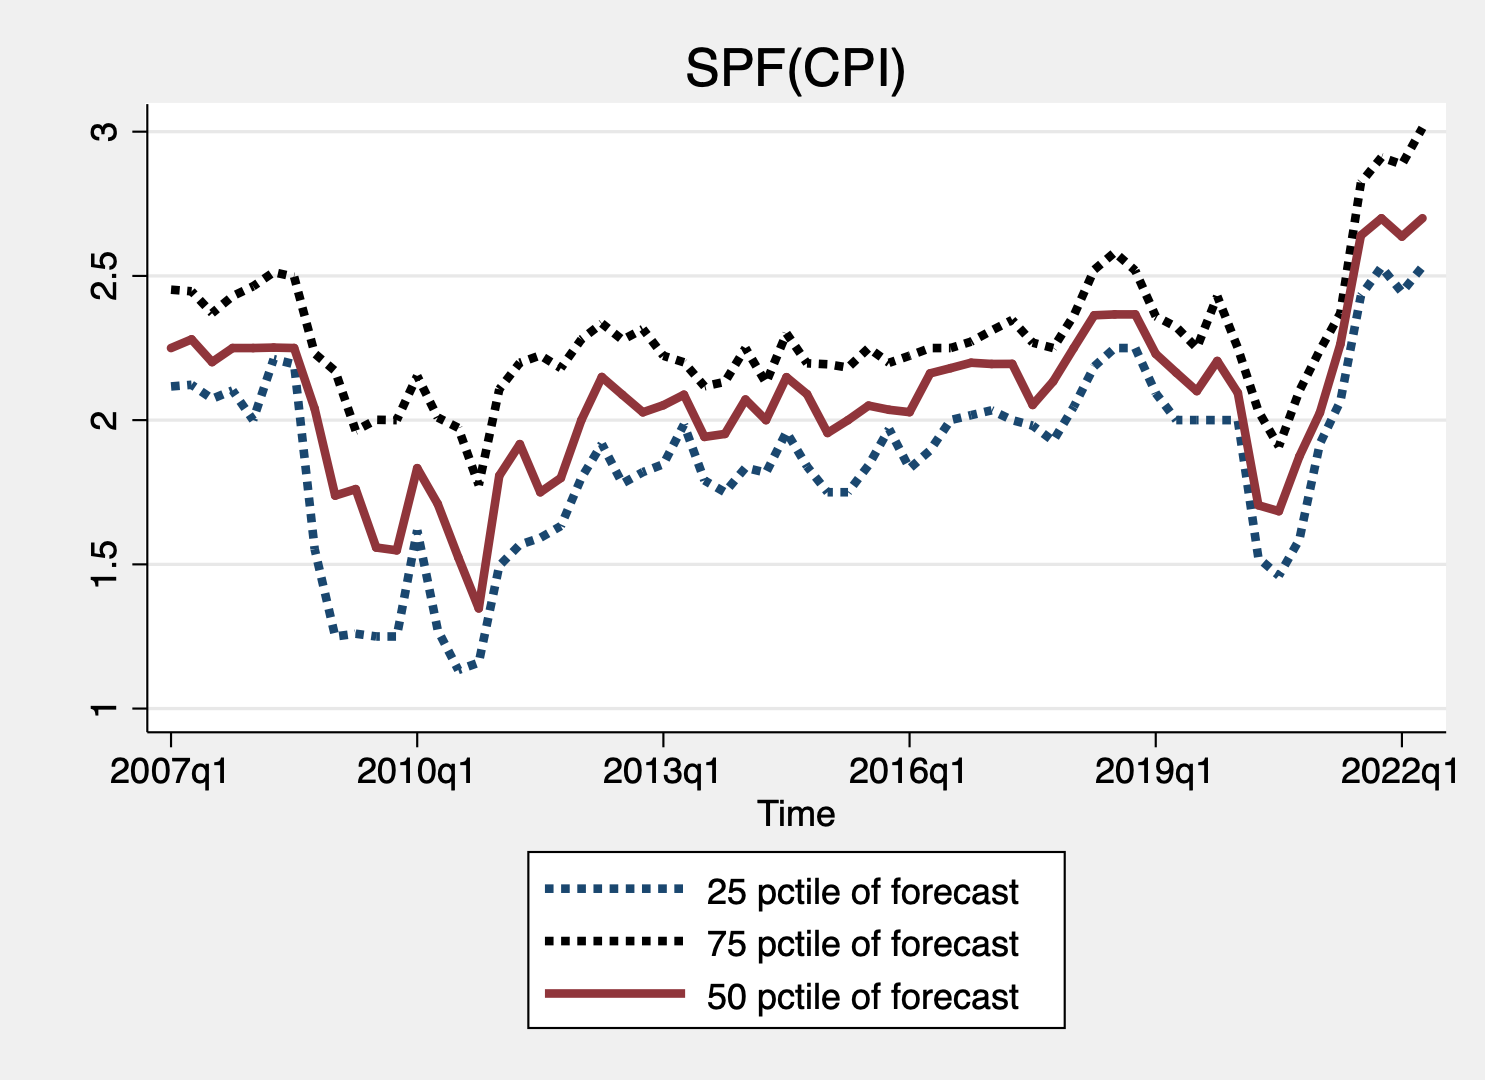 SPF(CPI)
3
2.5
2
1.5
1
2007q1 2010q1 2013q1 2016q1 2019q1 2022q1
Time
25 pctile of forecast
75 pctile of forecast
50 pctile of forecast